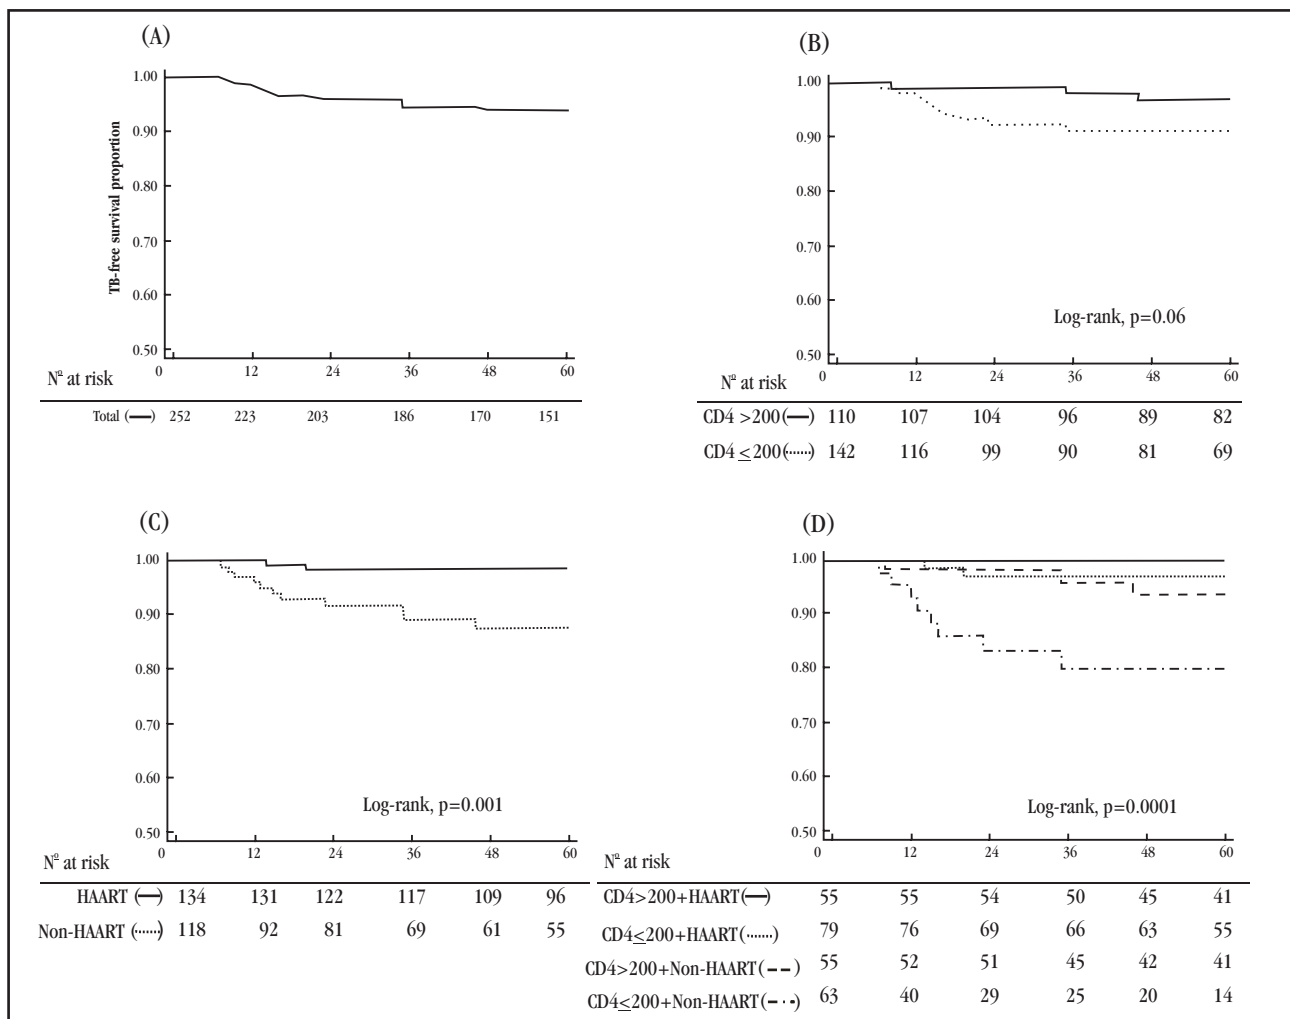 (A)
TB-free survival proportion
1.00
0.90
0.80
0.70
0.60
0.50
0 12 24 36 48 60
Nº at risk
Total (—) 252 223 203 186 170 151
(B)
1.00
0.90
0.80
0.70
0.60
0.50
Log-rank, p=0.06
0 12 24 36 48 60
Nº at risk
CD4 >200(—) 110 107 104 96 89 82
CD4 ≤200(......) 142 116 99 90 81 69
(C)
1.00
0.90
0.80
0.70
0.60
0.50
Log-rank, p=0.001
0 12 24 36 48 60
Nº at risk
HAART (—) 134 131 122 117 109 96
Non-HAART (......) 118 92 81 69 61 55
(D)
1.00
0.90
0.80
0.70
0.60
0.50
Log-rank, p=0.0001
0 12 24 36 48 60
Nº at risk
CD4>200+HAART(—) 55 55 54 50 45 41
CD4≤200+HAART(......) 79 76 69 66 63 55
CD4>200+Non-HAART(– –) 55 52 51 45 42 41
CD4≤200+Non-HAART(– · ·) 63 40 29 25 20 14